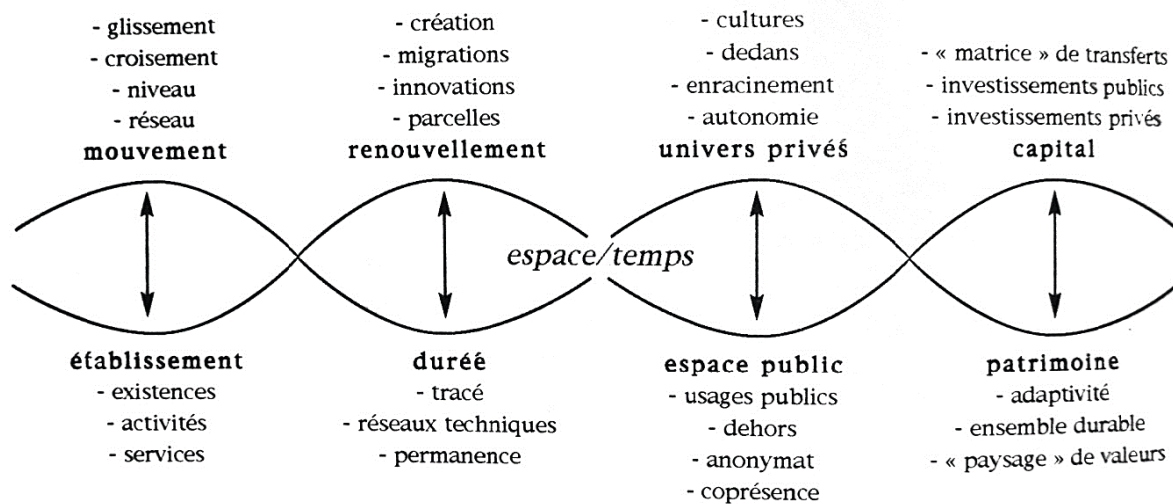 - glissement
- croisement
- niveau
- réseau
mouvement
- création
- migrations
- innovations
- parcelles
renouvellement
- cultures
- dedans
- enracinement
- autonomie
univers privés
- « matrice » de transferts
- investissements publics
- investissements privés
capital
espace/temps
établissement
- existences
- activités
- services
durée
- tracé
- réseaux techniques
- permanence
espace public
- usages publics
- dehors
- anonymat
- coprésence
patrimoine
- adaptivité
- ensemble durable
- « paysage » de valeurs